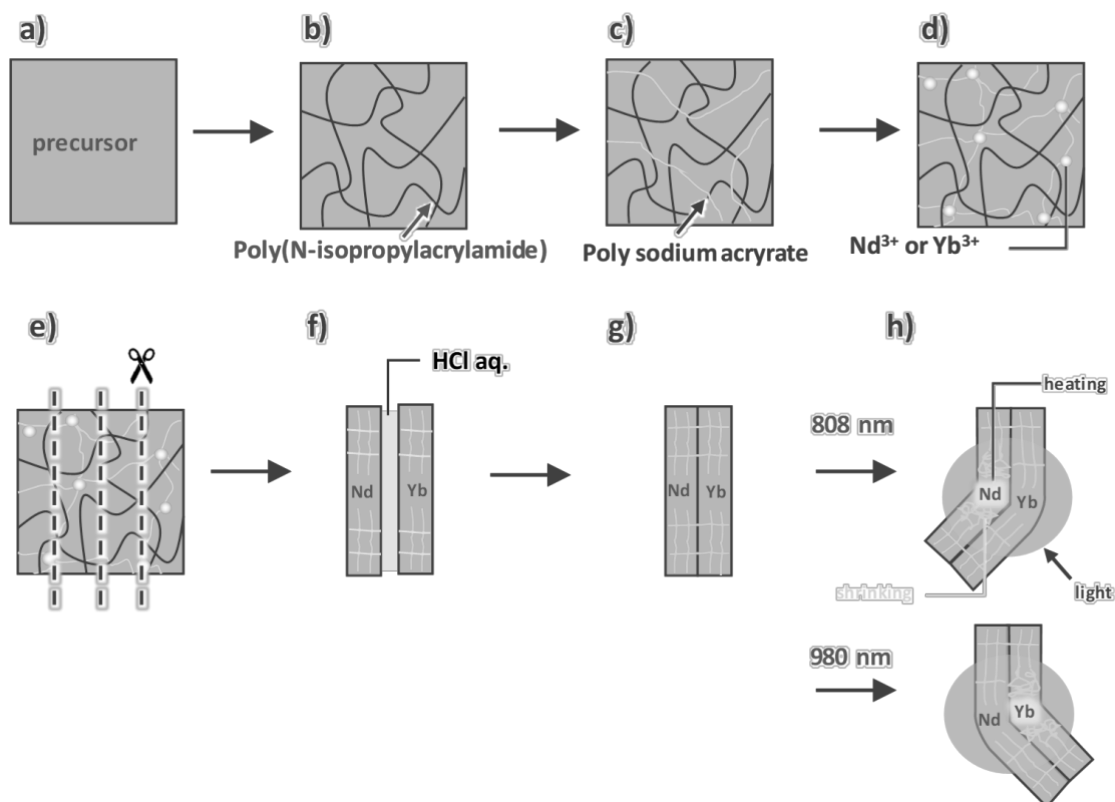 a)
b)
c)
d)
precursor
Poly(N-isopropylacrylamide)
Poly sodium acryrate
Nd³⁺ or Yb³⁺
e)
f)
g)
h)
HCl aq.
heating
808 nm
Nd
Yb
Nd
Yb
Nd
Yb
shrinking
light
980 nm
Nd
Yb